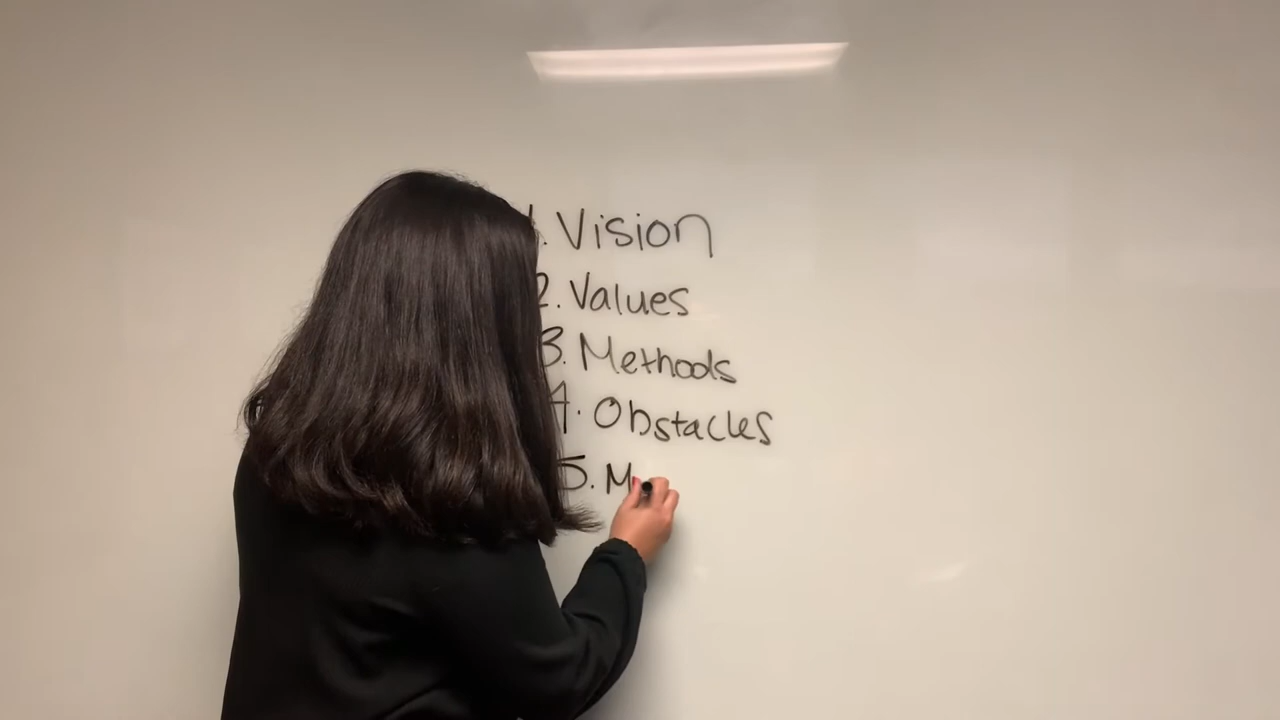 1. Vision
2. Values
3. Methods
4. Obstacles
5. M